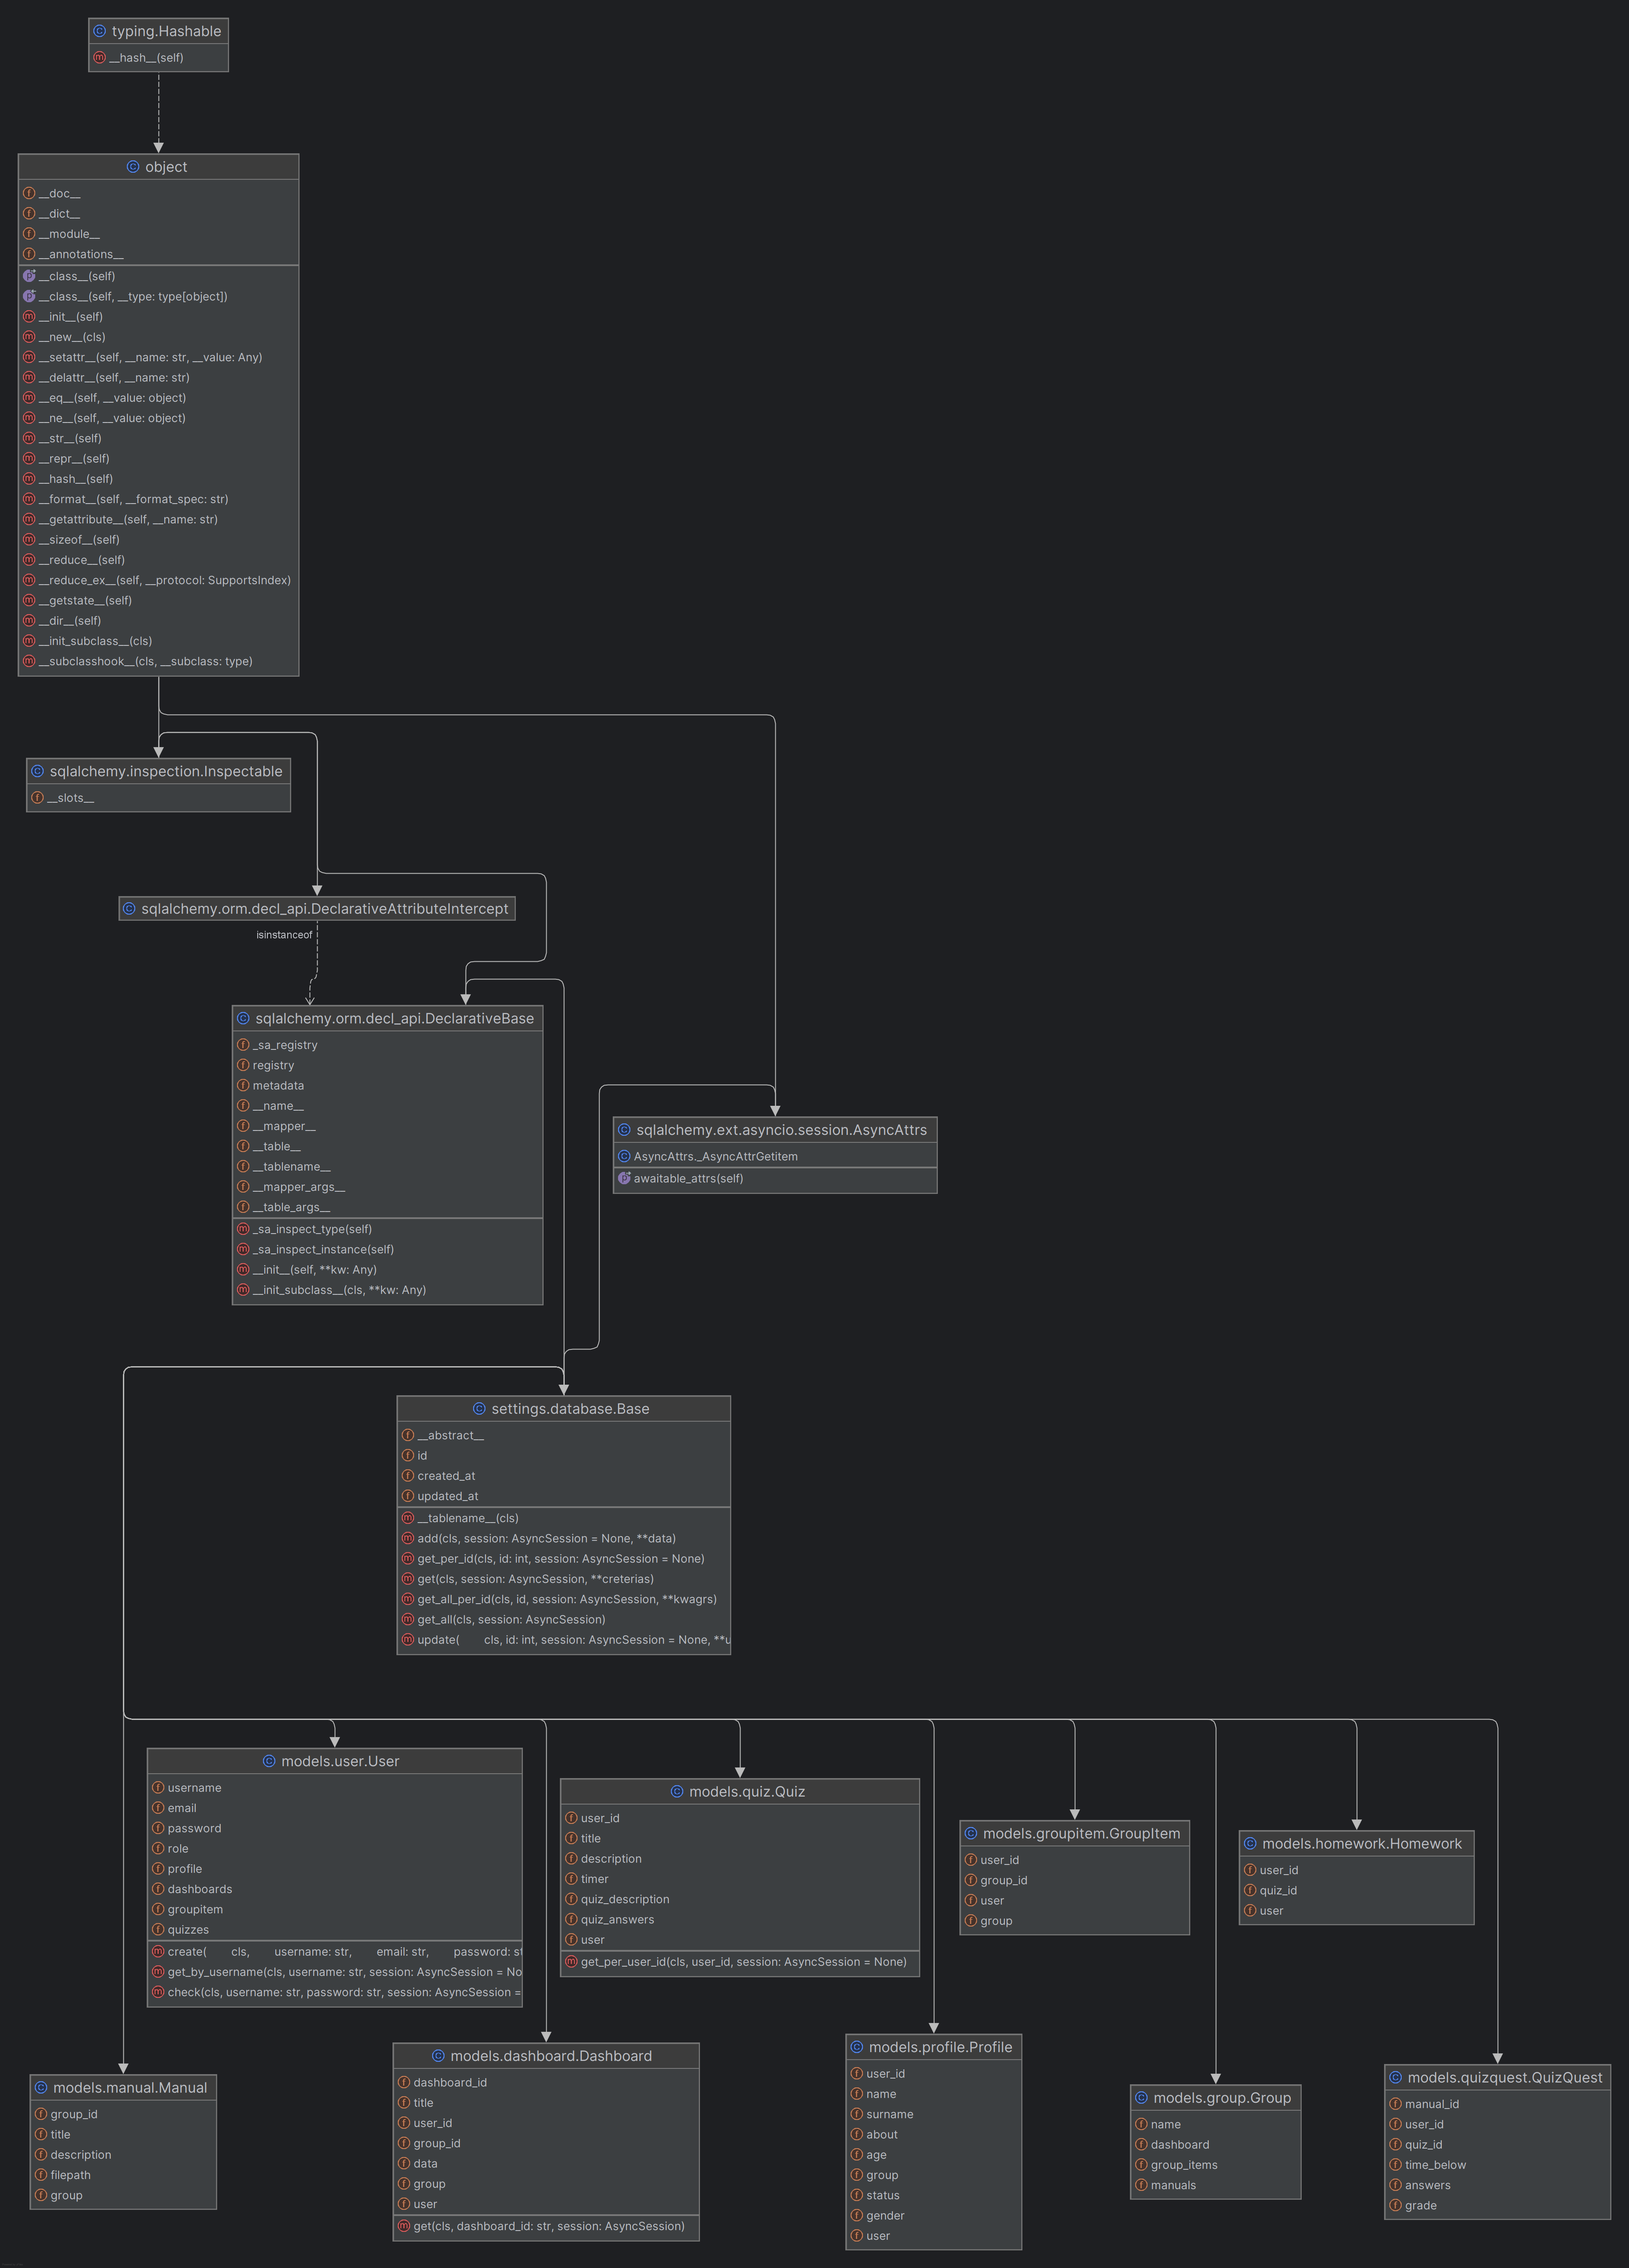 typing.Hashable
__hash__(self)
object
__doc__
__dict__
__module__
__annotations__
__class__(self)
__class__(self, __type: type[object])
__init__(self)
__new__(cls)
__setattr__(self, __name: str, __value: Any)
__delattr__(self, __name: str)
__eq__(self, __value: object)
__ne__(self, __value: object)
__str__(self)
__repr__(self)
__hash__(self)
__format__(self, __format_spec: str)
__getattribute__(self, __name: str)
__sizeof__(self)
__reduce__(self)
__reduce_ex__(self, __protocol: SupportsIndex)
__getstate__(self)
__dir__(self)
__init_subclass__(cls)
__subclasshook__(cls, __subclass: type)
sqlalchemy.inspection.Inspectable
__slots__
sqlalchemy.orm.decl_api.DeclarativeAttributeIntercept
isinstanceof
sqlalchemy.orm.decl_api.DeclarativeBase
_sa_registry
registry
metadata
__name__
__mapper__
__table__
__tablename__
__mapper_args__
__table_args__
_sa_inspect_type(self)
_sa_inspect_instance(self)
__init__(self, **kw: Any)
__init_subclass__(cls, **kw: Any)
sqlalchemy.ext.asyncio.session.AsyncAttrs
AsyncAttrs._AsyncAttrGetitem
awaitable_attrs(self)
settings.database.Base
__abstract__
id
created_at
updated_at
__tablename__(cls)
add(cls, session: AsyncSession = None, **data)
get_per_id(cls, id: int, session: AsyncSession = None)
get(cls, session: AsyncSession, **creterias)
get_all_per_id(cls, id, session: AsyncSession, **kwagrs)
get_all(cls, session: AsyncSession)
update( cls, id: int, session: AsyncSession = None, **u
models.user.User
username
email
password
role
profile
dashboards
groupitem
quizzes
create( cls, username: str, email: str, password: st
get_by_username(cls, username: str, session: AsyncSession = No
check(cls, username: str, password: str, session: AsyncSession =
models.quiz.Quiz
user_id
title
description
timer
quiz_description
quiz_answers
user
get_per_user_id(cls, user_id, session: AsyncSession = None)
models.groupitem.GroupItem
user_id
group_id
user
group
models.homework.Homework
user_id
quiz_id
user
models.manual.Manual
group_id
title
description
filepath
group
models.dashboard.Dashboard
dashboard_id
title
user_id
group_id
data
group
user
get(cls, dashboard_id: str, session: AsyncSession)
models.profile.Profile
user_id
name
surname
about
age
group
status
gender
user
models.group.Group
name
dashboard
group_items
manuals
models.quizquest.QuizQuest
manual_id
user_id
quiz_id
time_below
answers
grade